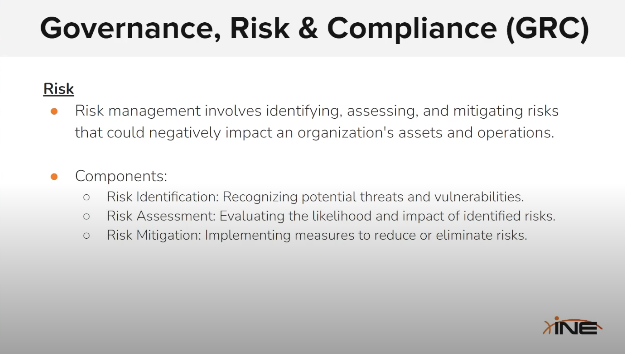 Governance, Risk & Compliance (GRC)
Risk
● Risk management involves identifying, assessing, and mitigating risks
that could negatively impact an organization's assets and operations.
● Components:
○ Risk Identification: Recognizing potential threats and vulnerabilities.
○ Risk Assessment: Evaluating the likelihood and impact of identified risks.
○ Risk Mitigation: Implementing measures to reduce or eliminate risks.
INE